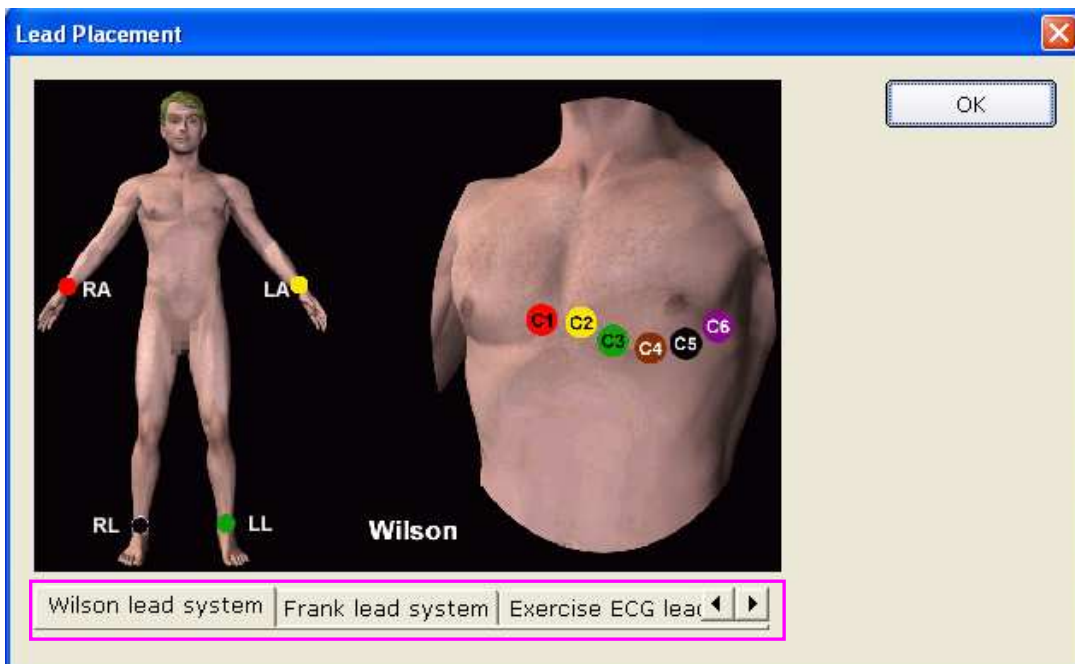 Lead Placement
OK
RA LA
C1 C2 C3 C4 C5 C6
RL LL
Wilson
Wilson lead system Frank lead system Exercise ECG lead